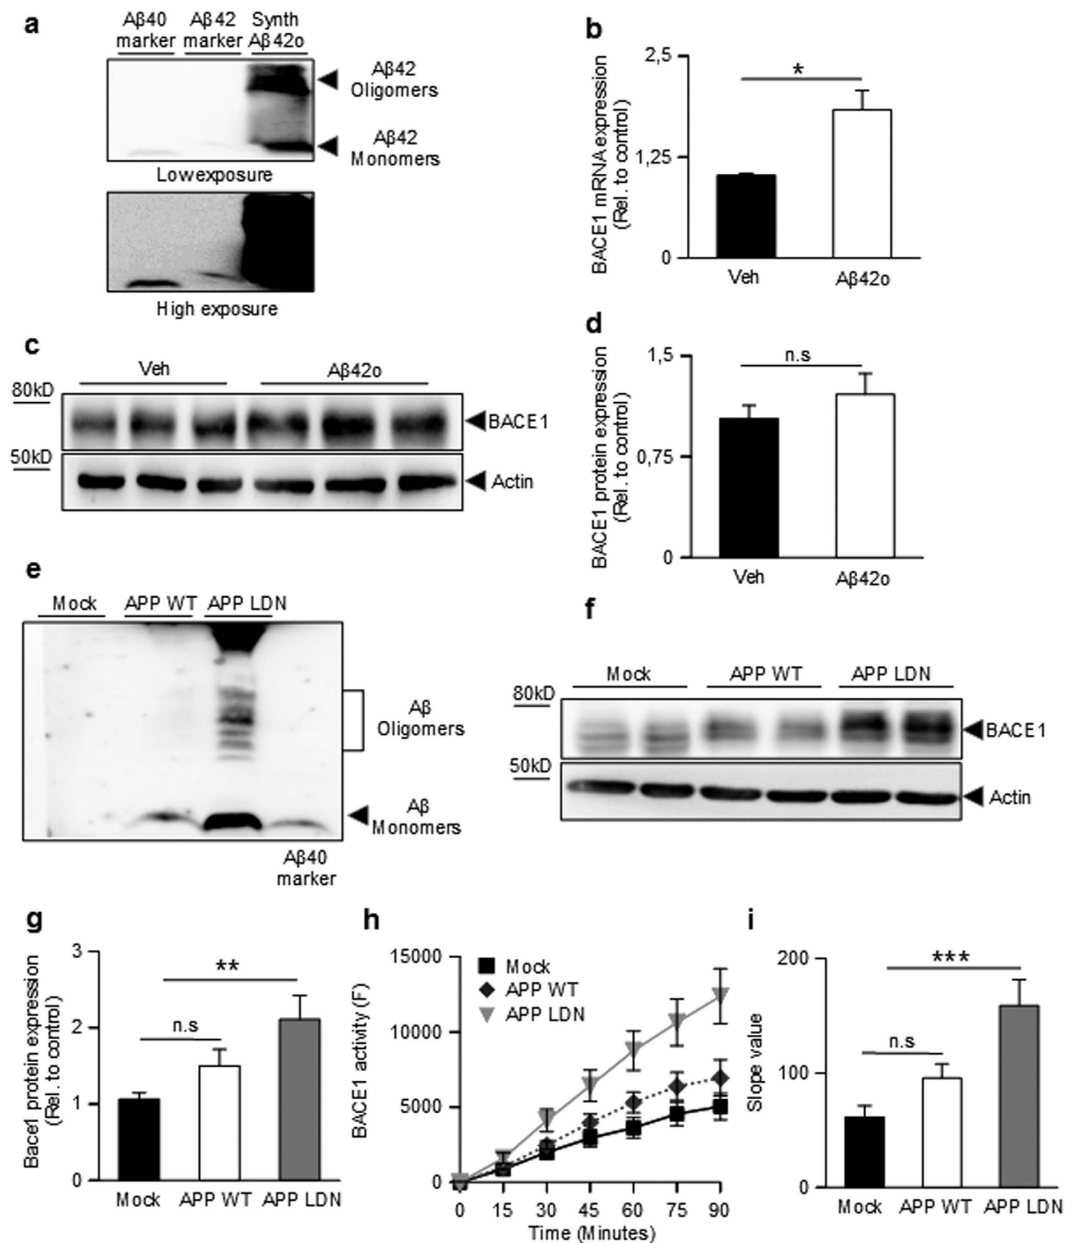 a
Aβ40 marker
Aβ42 marker
Synth Aβ42o
Aβ42 Oligomers
Aβ42 Monomers
Lowexposure
High exposure
b
BACE1 mRNA expression
(Rel. to control)
2,5
1,25
0
*
Veh
Aβ42o
c
Veh
Aβ42o
80kD
50kD
BACE1
Actin
d
BACE1 protein expression
(Rel. to control)
1,5
0,75
0
n.s
Veh
Aβ42o
e
Mock
APP WT
APP LDN
Aβ Oligomers
Aβ Monomers
Aβ40 marker
f
Mock
APP WT
APP LDN
80kD
50kD
BACE1
Actin
g
Bace1 protein expression
(Rel. to control)
3
2
1
0
**
n.s
Mock
APP WT
APP LDN
h
BACE1 activity (F)
15000
10000
5000
0
Mock
APP WT
APP LDN
0 15 30 45 60 75 90
Time (Minutes)
i
Slope value
200
100
0
***
n.s
Mock
APP WT
APP LDN